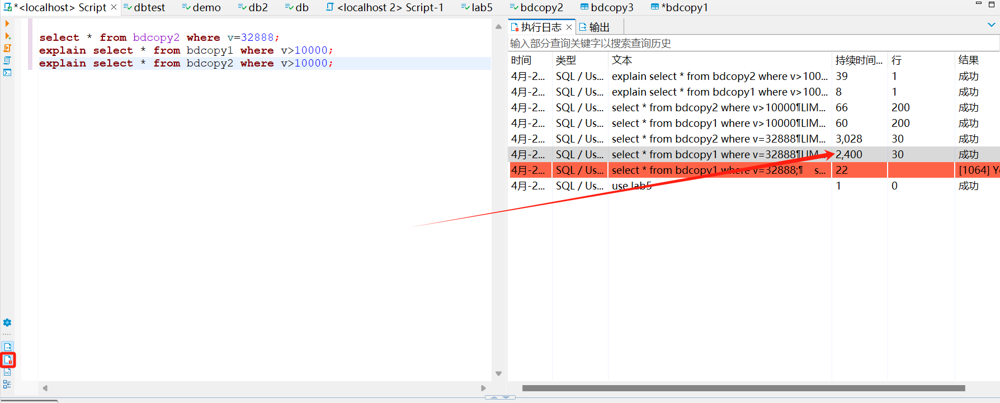 *<localhost> Script dbtest demo db2 db <localhost 2> Script-1 lab5 bdcopy2 bdcopy3 *bdcopy1
select * from bdcopy2 where v=32888;
explain select * from bdcopy1 where v>10000;
explain select * from bdcopy2 where v>10000;
执行日志 输出
输入部分查询关键字以搜索查询历史
时间 类型 文本 持续时间... 行 结果
4月-2... SQL / Us... explain select * from bdcopy2 where v>100... 39 1 成功
4月-2... SQL / Us... explain select * from bdcopy1 where v>100... 8 1 成功
4月-2... SQL / Us... select * from bdcopy2 where v>10000¶LIM... 66 200 成功
4月-2... SQL / Us... select * from bdcopy1 where v>10000¶LIM... 60 200 成功
4月-2... SQL / Us... select * from bdcopy2 where v=32888¶LIM... 3,028 30 成功
4月-2... SQL / Us... select * from bdcopy1 where v=32888¶LIM... 2,400 30 成功
4月-2... SQL / Us... select * from bdcopy1 where v=32888;¶ s... 22 [1064] Y
4月-2... SQL / Us... use lab5 1 0 成功